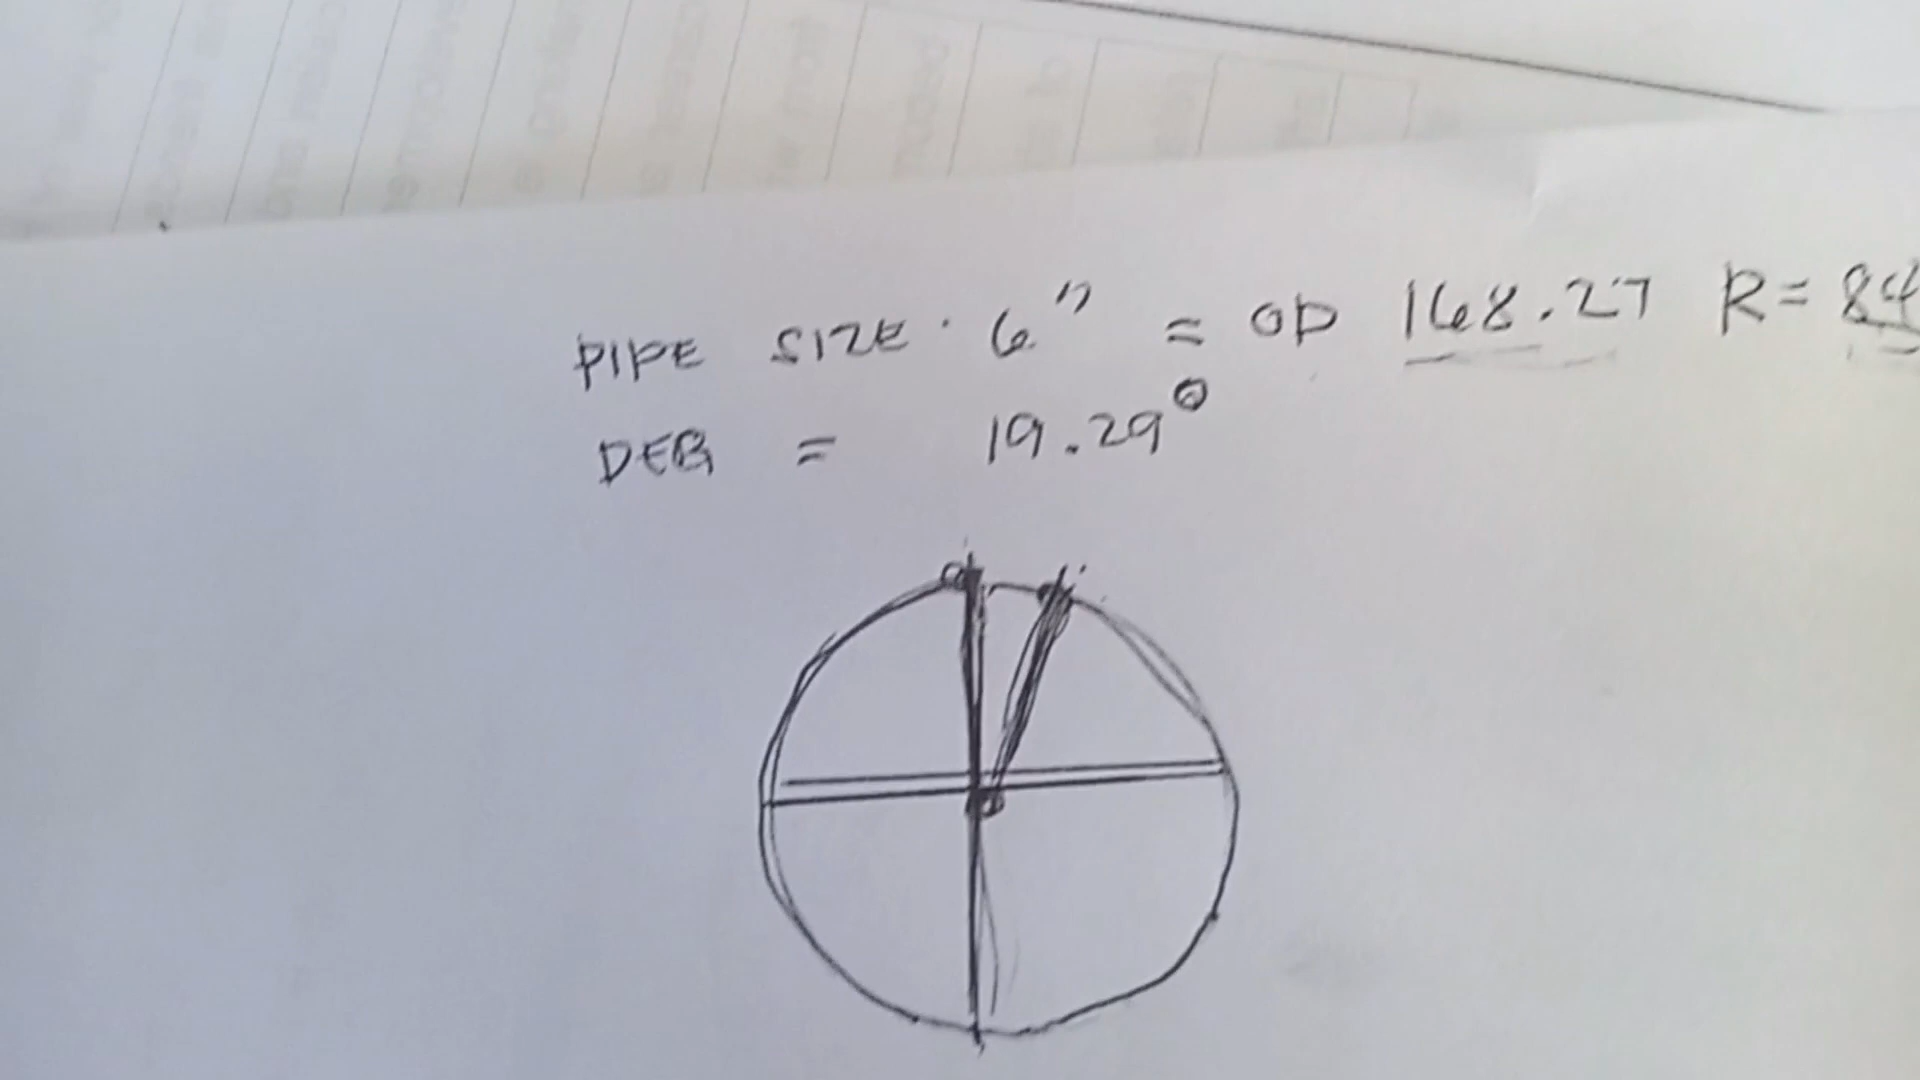 PIPE SIZE. 6" = OD 168.27 R= 84
DEG = 19.29°